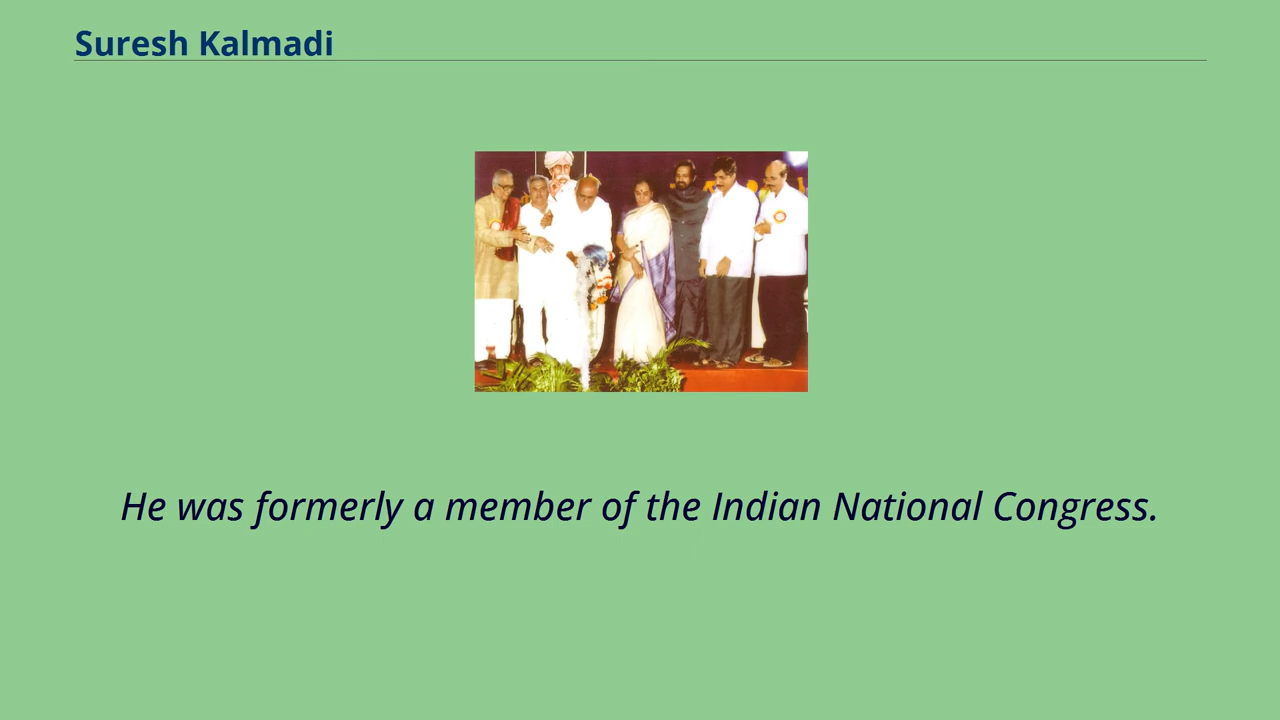 Suresh Kalmadi
He was formerly a member of the Indian National Congress.